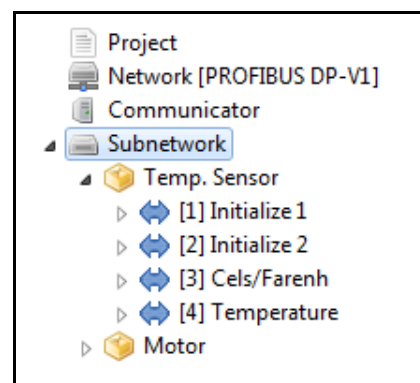 Project
Network [PROFIBUS DP-V1]
Communicator
Subnetwork
Temp. Sensor
[1] Initialize 1
[2] Initialize 2
[3] Cels/Farenh
[4] Temperature
Motor